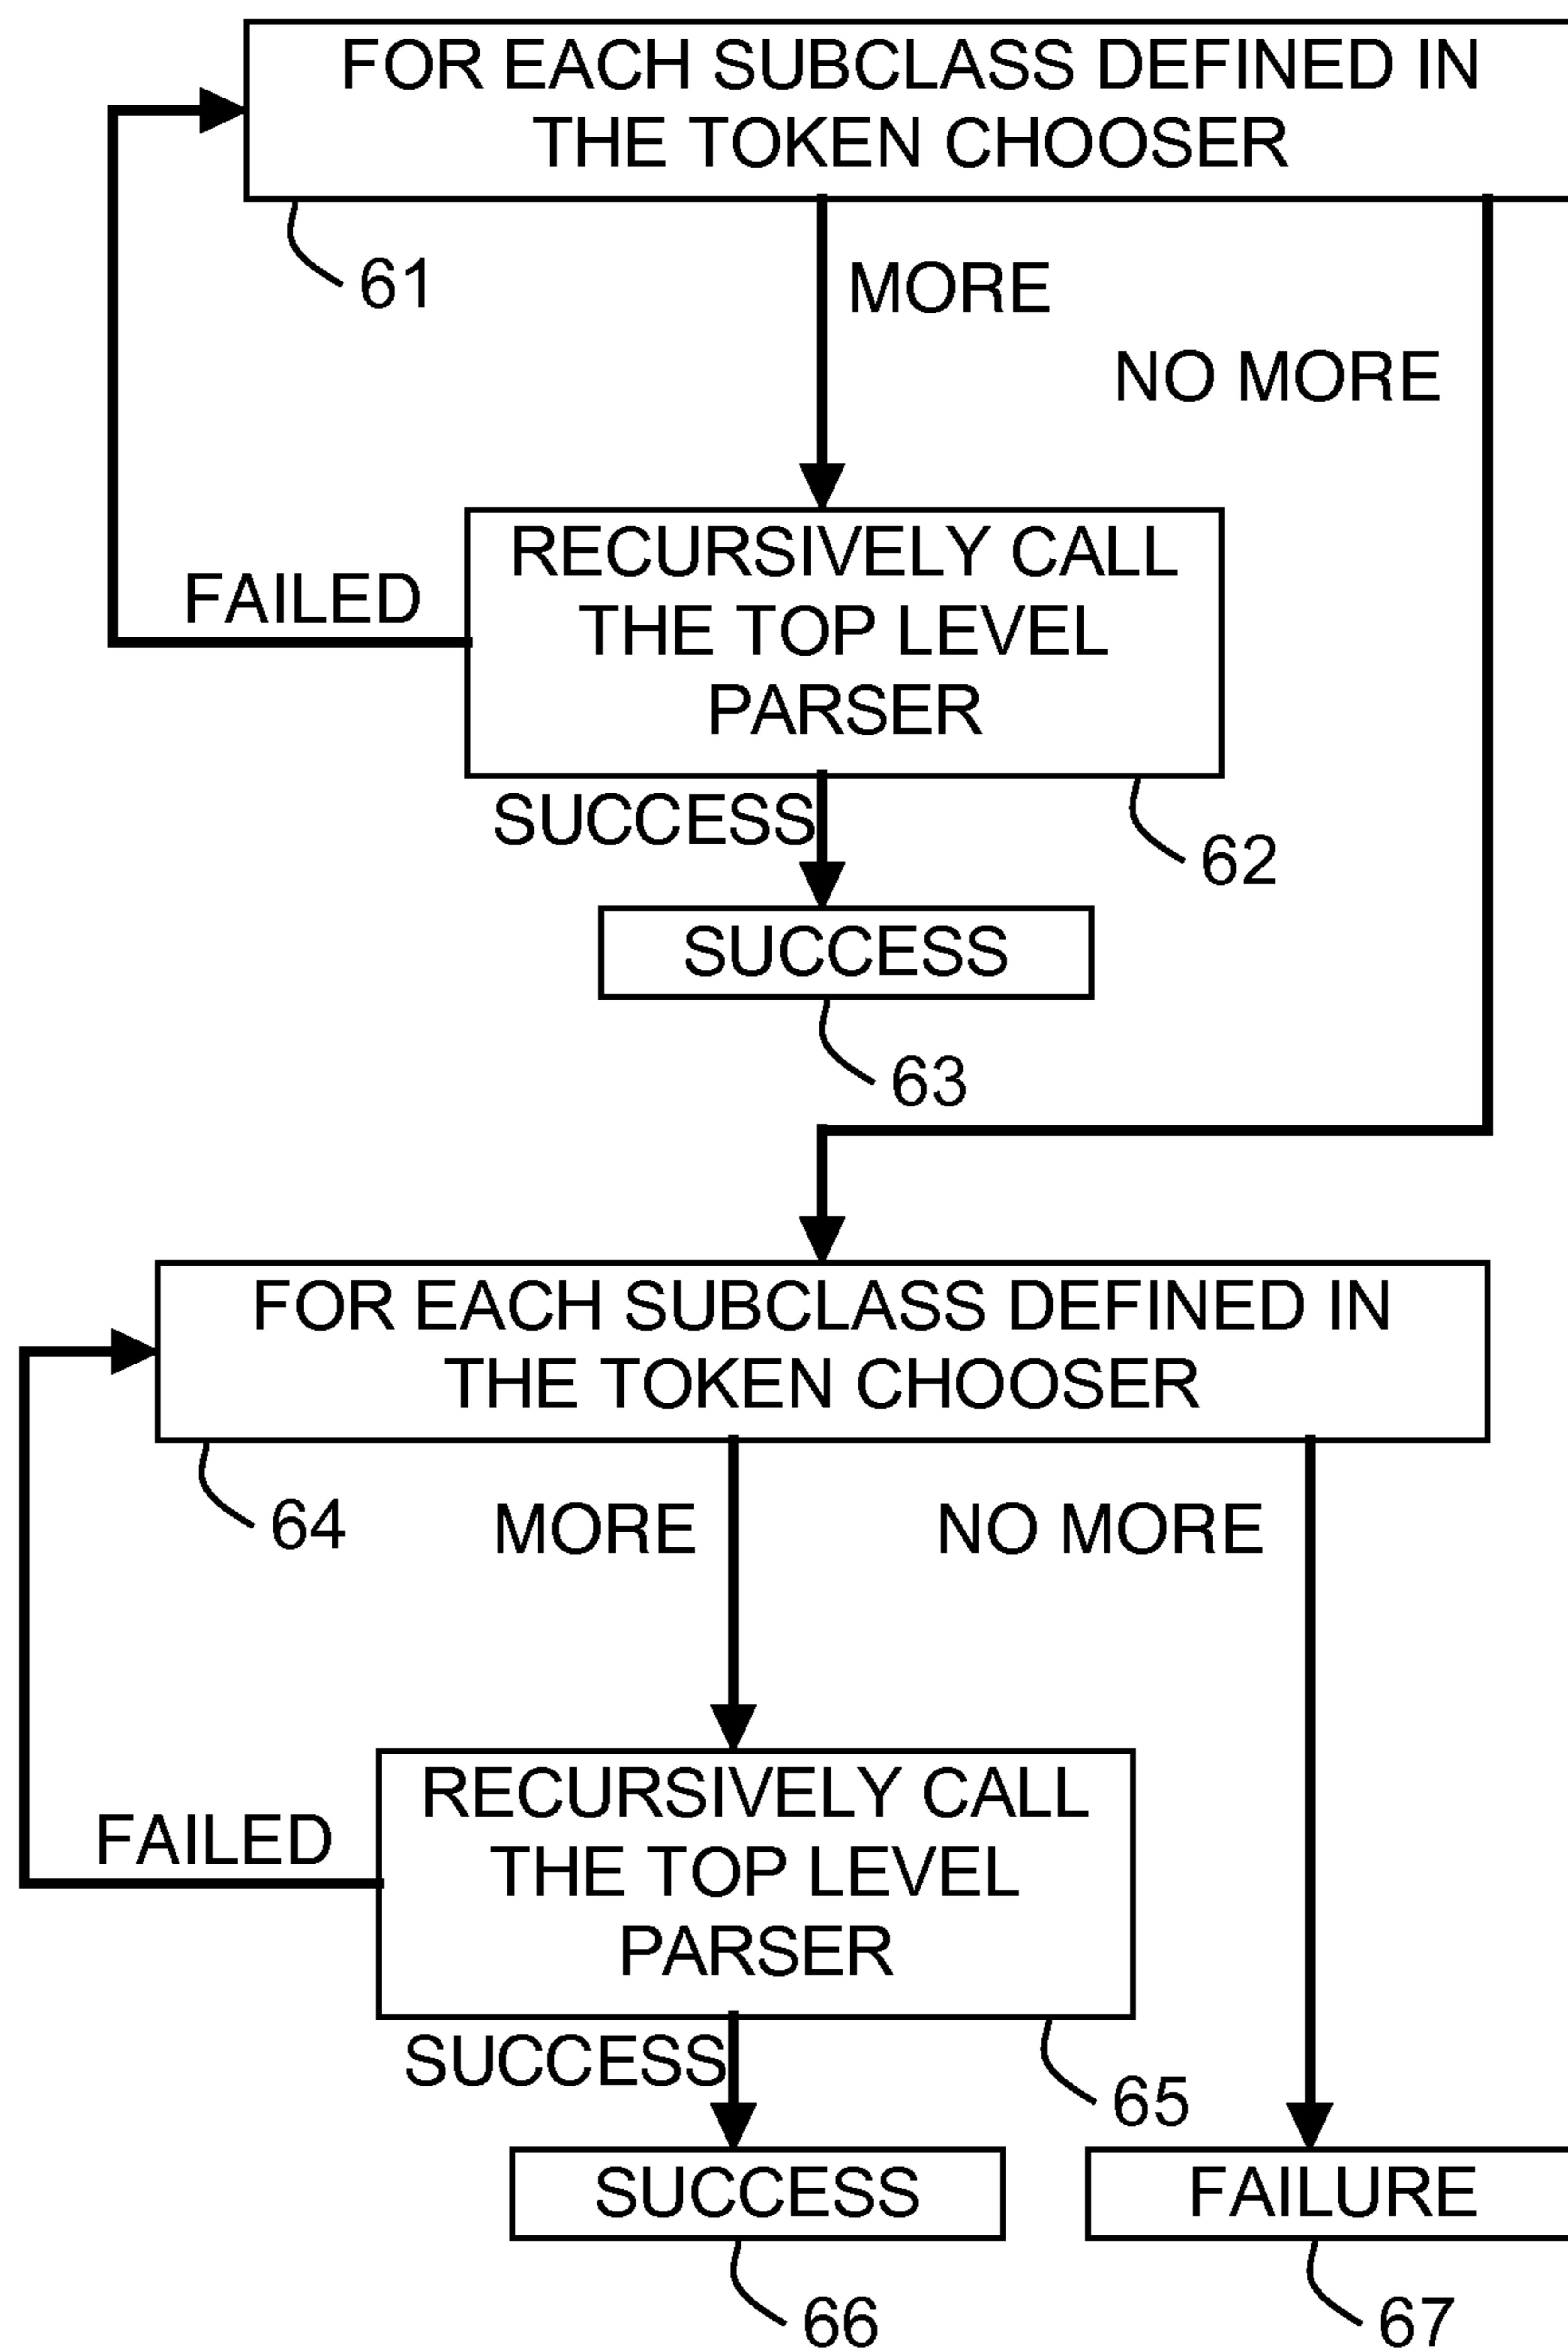 FOR EACH SUBCLASS DEFINED IN
THE TOKEN CHOOSER
61
MORE
NO MORE
RECURSIVELY CALL
THE TOP LEVEL
PARSER
FAILED
SUCCESS
62
SUCCESS
63
FOR EACH SUBCLASS DEFINED IN
THE TOKEN CHOOSER
64
MORE
NO MORE
RECURSIVELY CALL
THE TOP LEVEL
PARSER
FAILED
SUCCESS
65
SUCCESS
FAILURE
66
67